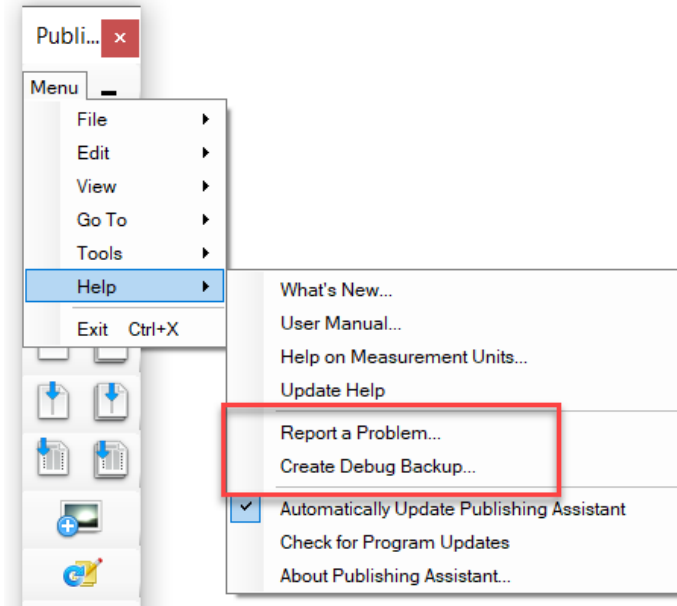 Publi...
Menu
File
Edit
View
Go To
Tools
Help
Exit Ctrl+X
What's New...
User Manual...
Help on Measurement Units...
Update Help
Report a Problem...
Create Debug Backup...
Automatically Update Publishing Assistant
Check for Program Updates
About Publishing Assistant...